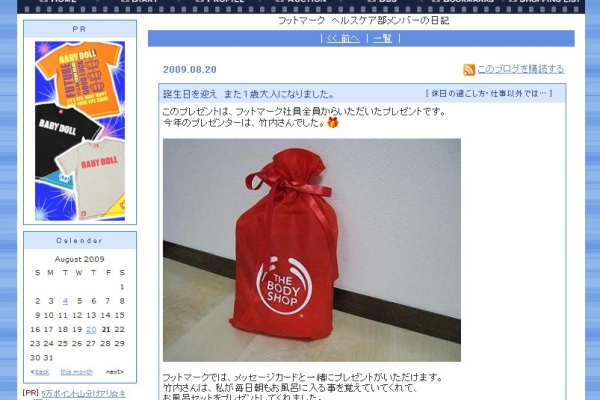 HOME
DIARY
PROFILE
AUCTION
BBS
BOOKMARKS
SHOPPING LIST
フットマーク ヘルスケア部メンバーの日記
| << 前へ | 一覧 |
PR
BABY DOLL
BABY DOLL
BABY DOLL
Calendar
August 2009
S M T W T F S
1
2 3 4 5 6 7 8
9 10 11 12 13 14 15
16 17 18 19 20 21 22
23 24 25 26 27 28 29
30 31
<back this month next>
[PR] 5万ポイント山分けアリ☆キ
2009.08.20
このブログを購読する
誕生日を迎え また1歳大人になりました。
[ 休日の過ごし方・仕事以外では… ]
このプレゼントは、フットマーク社員全員からいただいたプレゼントです。
今年のプレゼンターは、竹内さんでした。
THE
BODY
SHOP
フットマークでは、メッセージカードと一緒にプレゼントがいただけます。
竹内さんは、私が毎日朝もお風呂に入る事を覚えていてくれて、
お風呂セットをプレゼントしてくれました。